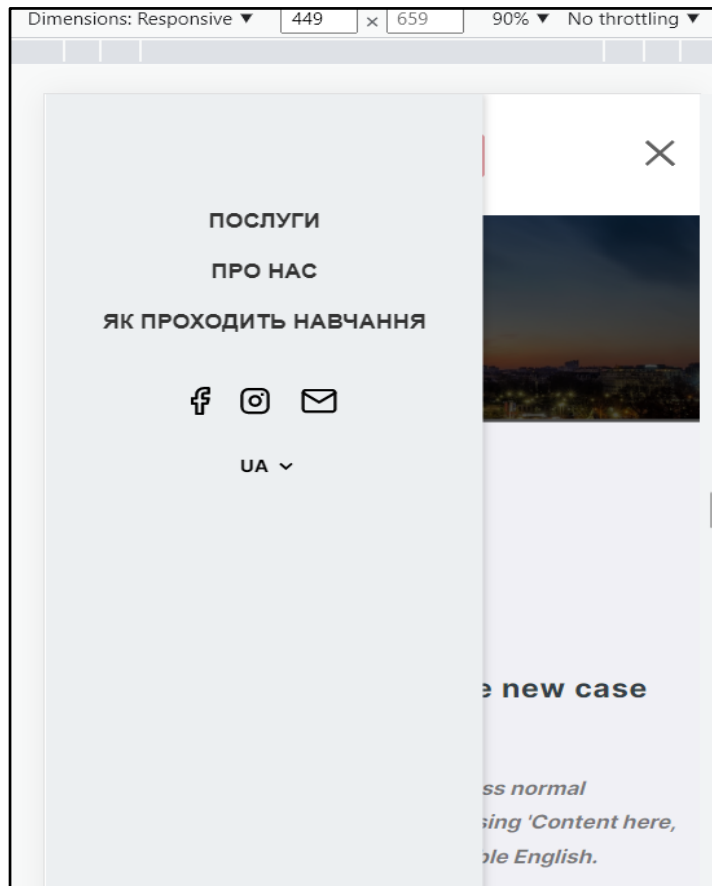 Dimensions: Responsive ▼ 449 × 659 90% ▼ No throttling ▼
ПОСЛУГИ
ПРО НАС
ЯК ПРОХОДИТЬ НАВЧАННЯ
UA
new case
ss normal
sing 'Content here,
ble English.